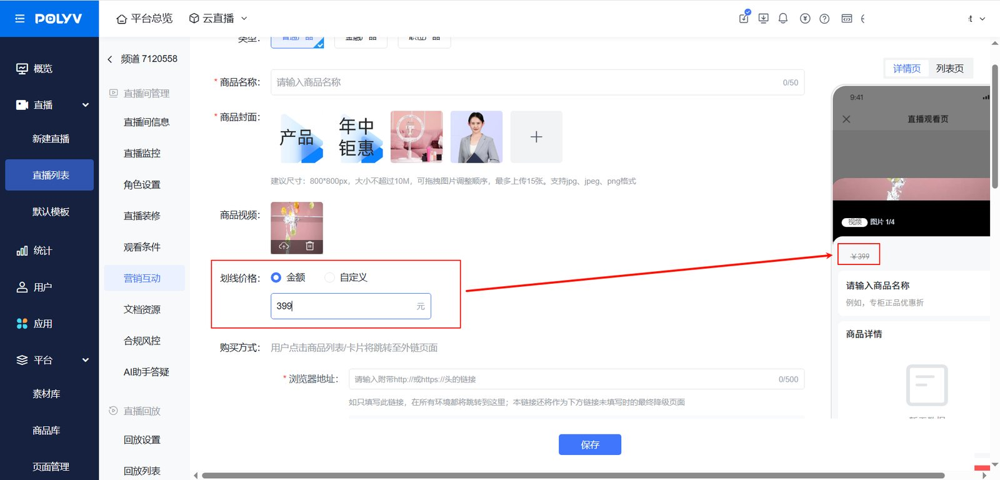 POLYV
平台总览
云直播
t
概览
直播
新建直播
直播列表
默认模板
统计
用户
应用
平台
素材库
商品库
页面管理
频道 7120558
直播间管理
直播间信息
直播监控
角色设置
直播装修
观看条件
营销互动
文档资源
合规风控
AI助手答疑
直播回放
回放设置
回放列表
类型:
普通产品
金融产品
职位产品
* 商品名称:
请输入商品名称
0/50
* 商品封面:
产品
年中
钜惠
建议尺寸：800*800px，大小不超过10M，可拖拽图片调整顺序，最多上传15张。支持jpg、jpeg、png格式
商品视频:
划线价格:
金额
自定义
399
元
购买方式:
用户点击商品列表/卡片将跳转至外链页面
* 浏览器地址:
请输入附带http://或https://头的链接
0/500
如只填写此链接，在所有环境都将跳转到这里；本链接还将作为下方链接未填写时的最终降级页面
保存
详情页
列表页
9:41
直播观看页
视频
图片 1/4
¥399
请输入商品名称
例如，专柜正品优惠折
商品详情